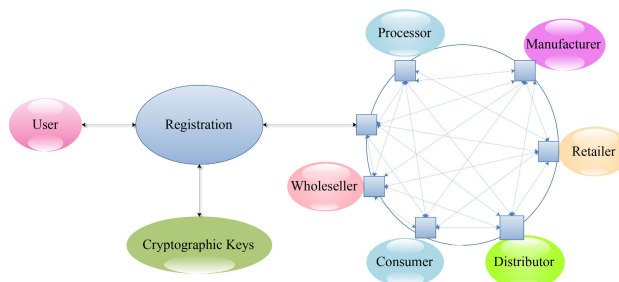 Processor
Manufacturer
User
Registration
Retailer
Wholeseller
Cryptographic Keys
Consumer
Distributor